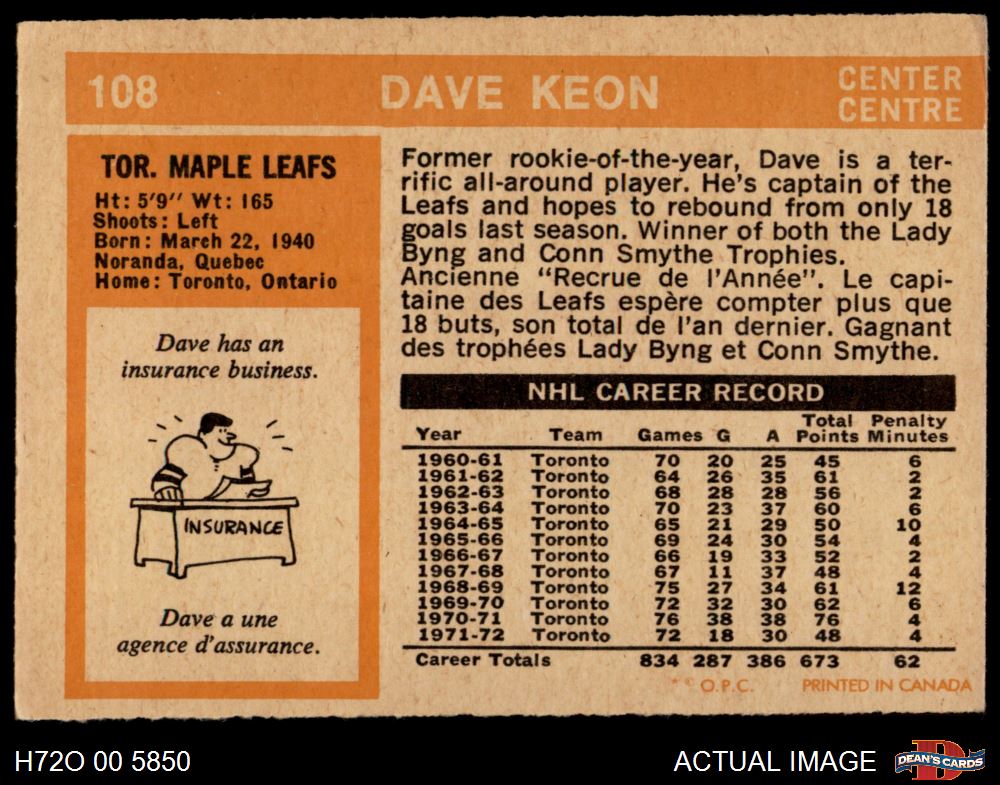 108 DAVE KEON CENTER
CENTRE
TOR. MAPLE LEAFS
Ht: 5'9" Wt: 165
Shoots: Left
Born: March 22, 1940
Noranda, Quebec
Home: Toronto, Ontario
Dave has an
insurance business.
INSURANCE
Dave a une
agence d'assurance.
Former rookie-of-the-year, Dave is a ter-
rific all-around player. He's captain of the
Leafs and hopes to rebound from only 18
goals last season. Winner of both the Lady
Byng and Conn Smythe Trophies.
Ancienne "Recrue de l'Année". Le capi-
taine des Leafs espère compter plus que
18 buts, son total de l'an dernier. Gagnant
des trophées Lady Byng et Conn Smythe.
NHL CAREER RECORD
Total Penalty
Year Team Games G A Points Minutes
1960-61 Toronto 70 20 25 45 6
1961-62 Toronto 64 26 35 61 2
1962-63 Toronto 68 28 28 56 2
1963-64 Toronto 70 23 37 60 6
1964-65 Toronto 65 21 29 50 10
1965-66 Toronto 69 24 30 54 4
1966-67 Toronto 66 19 33 52 2
1967-68 Toronto 67 11 37 48 4
1968-69 Toronto 75 27 34 61 12
1969-70 Toronto 72 32 30 62 6
1970-71 Toronto 76 38 38 76 4
1971-72 Toronto 72 18 30 48 4
Career Totals 834 287 386 673 62
* © O.P.C. PRINTED IN CANADA
H72O 00 5850 ACTUAL IMAGE DEAN'S CARDS